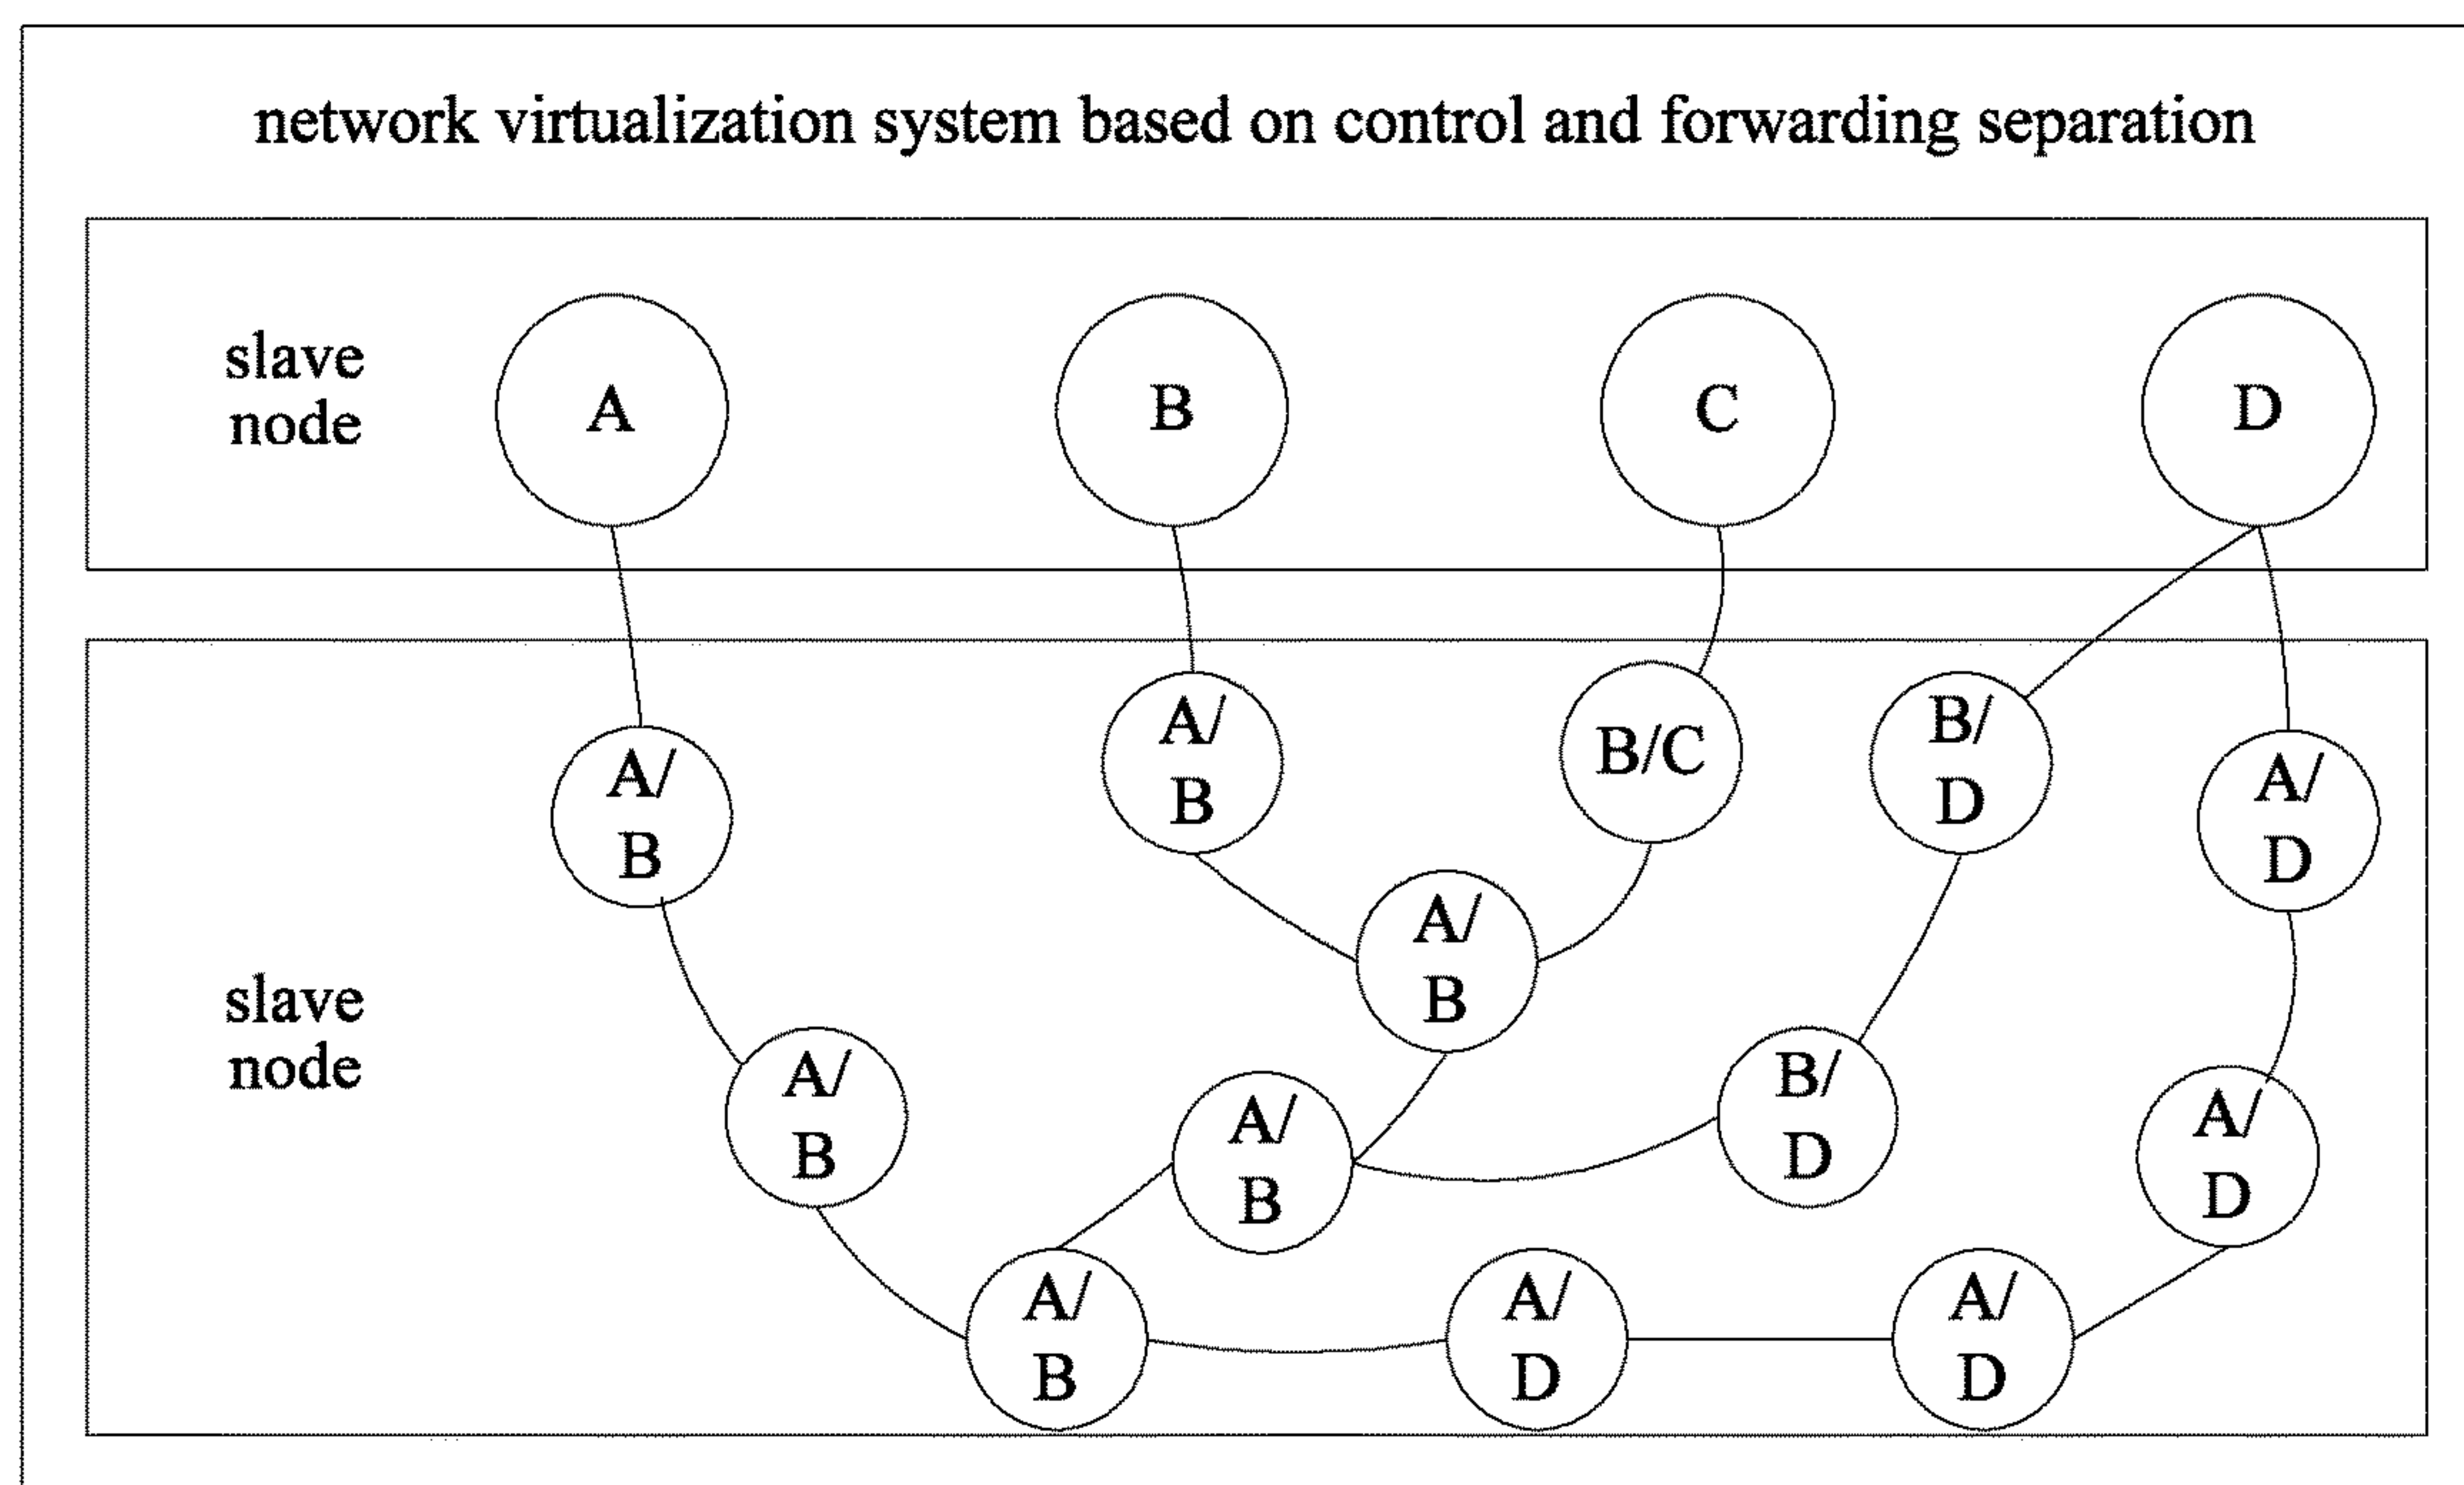 network virtualization system based on control and forwarding separation
slave
node
A
B
C
D
A/
B
A/
B
B/C
B/
D
A/
D
A/
B
slave
node
A/
B
A/
B
B/
D
A/
D
A/
B
A/
D
A/
D